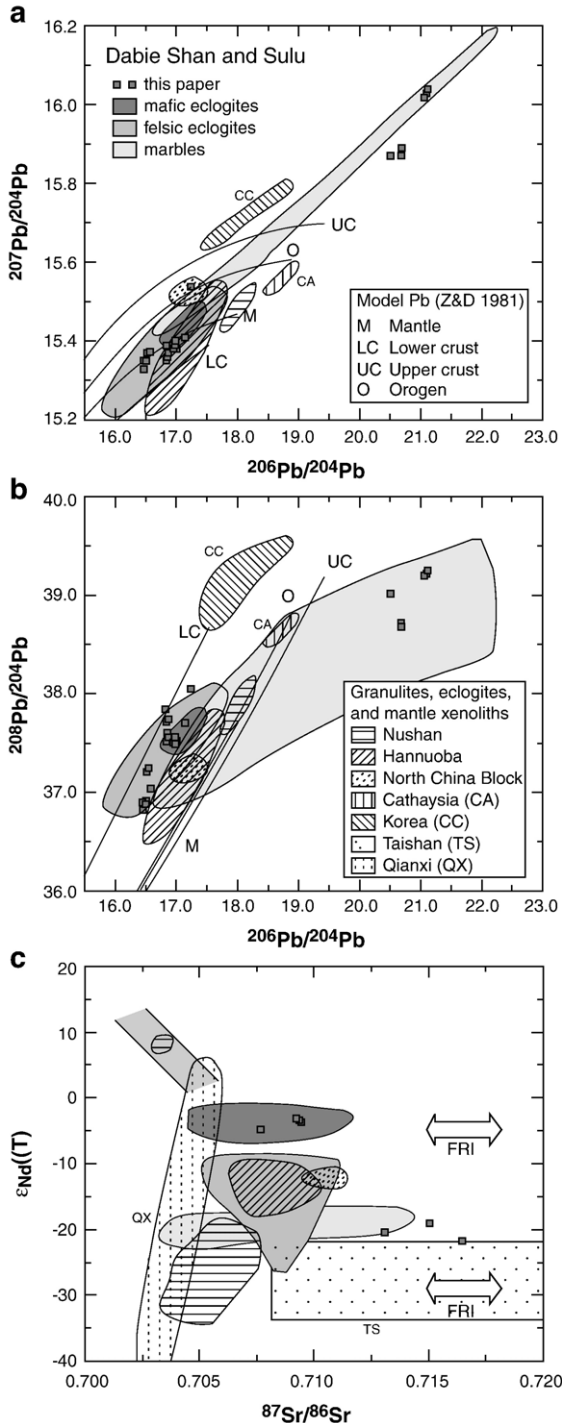 a
16.2
Dabie Shan and Sulu
this paper
mafic eclogites
felsic eclogites
marbles
16.0
15.8
15.6
15.4
15.2
207Pb/204Pb
CC
UC
O
CA
M
LC
Model Pb (Z&D 1981)
M Mantle
LC Lower crust
UC Upper crust
O Orogen
16.0 17.0 18.0 19.0 20.0 21.0 22.0 23.0
206Pb/204Pb
b
40.0
39.0
38.0
37.0
36.0
208Pb/204Pb
CC
UC
O
LC
CA
M
Granulites, eclogites,
and mantle xenoliths
Nushan
Hannuoba
North China Block
Cathaysia (CA)
Korea (CC)
Taishan (TS)
Qianxi (QX)
16.0 17.0 18.0 19.0 20.0 21.0 22.0 23.0
206Pb/204Pb
c
20
10
0
-10
-20
-30
-40
εNd((T)
FRI
QX
FRI
TS
0.700 0.705 0.710 0.715 0.720
87Sr/86Sr